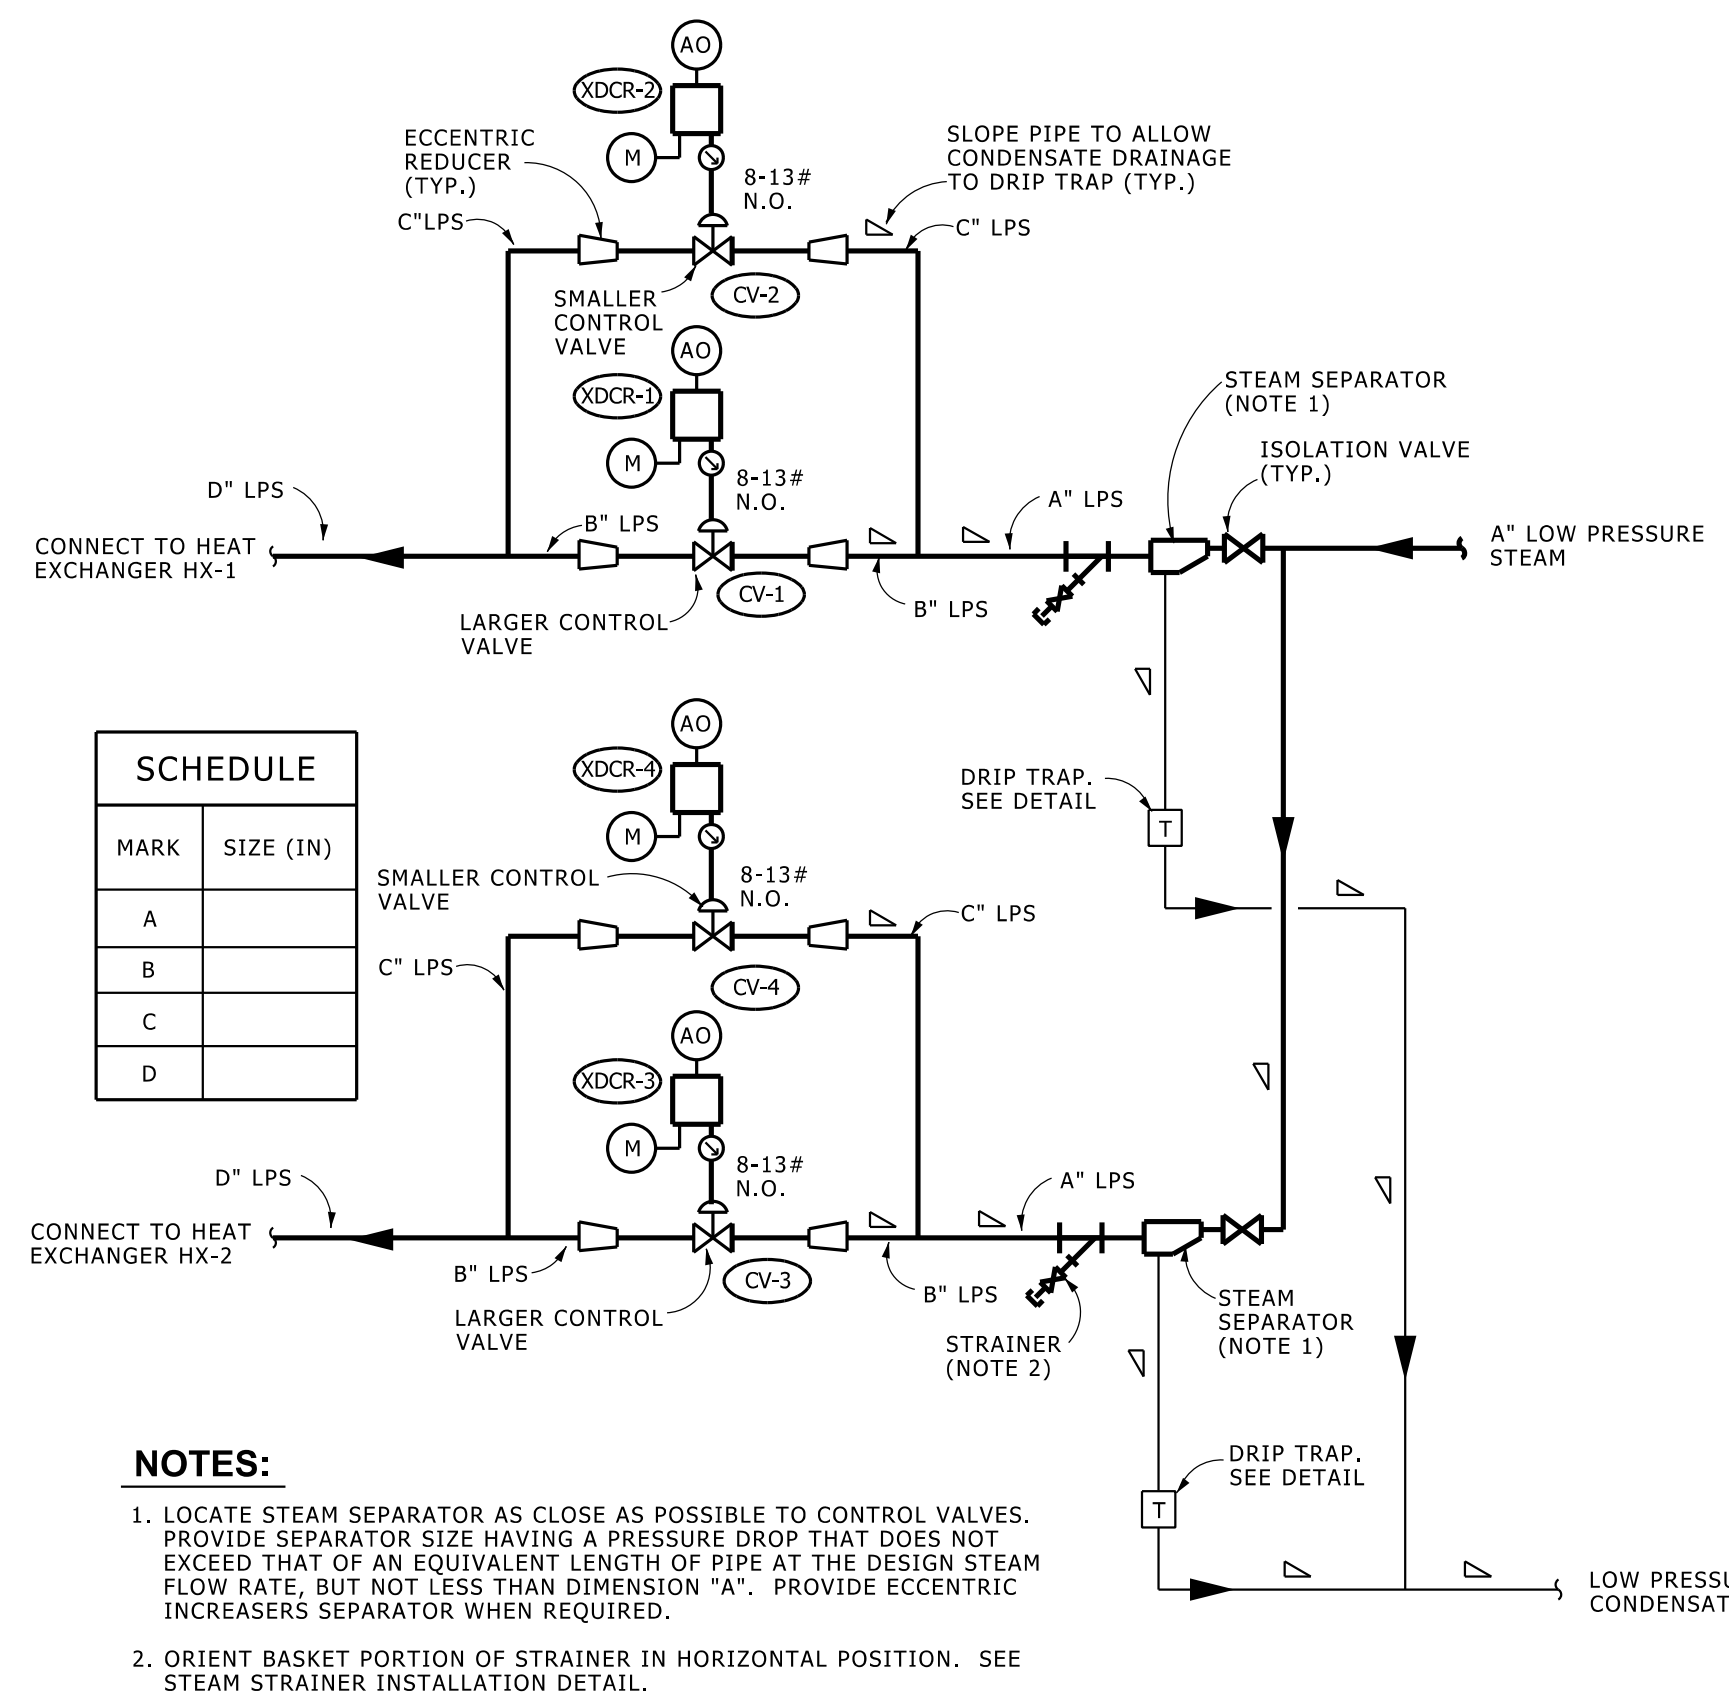 AO
XDCR-2
M
ECCENTRIC
REDUCER
(TYP.)
8-13#
N.O.
SLOPE PIPE TO ALLOW
CONDENSATE DRAINAGE
TO DRIP TRAP (TYP.)
C"LPS
C" LPS
SMALLER
CONTROL
VALVE
CV-2
AO
XDCR-1
M
8-13#
N.O.
STEAM SEPARATOR
(NOTE 1)
ISOLATION VALVE
(TYP.)
D" LPS
B" LPS
A" LPS
CONNECT TO HEAT
EXCHANGER HX-1
A" LOW PRESSURE
STEAM
CV-1
B" LPS
LARGER CONTROL
VALVE
SCHEDULE
MARK SIZE (IN)
A
B
C
D
AO
XDCR-4
M
8-13#
N.O.
SMALLER CONTROL
VALVE
DRIP TRAP.
SEE DETAIL
T
C" LPS
C" LPS
CV-4
AO
XDCR-3
M
8-13#
N.O.
D" LPS
A" LPS
CONNECT TO HEAT
EXCHANGER HX-2
B" LPS
CV-3
B" LPS
LARGER CONTROL
VALVE
STRAINER
(NOTE 2)
STEAM
SEPARATOR
(NOTE 1)
DRIP TRAP.
SEE DETAIL
T
LOW PRESSU
CONDENSAT
NOTES:
1. LOCATE STEAM SEPARATOR AS CLOSE AS POSSIBLE TO CONTROL VALVES.
PROVIDE SEPARATOR SIZE HAVING A PRESSURE DROP THAT DOES NOT
EXCEED THAT OF AN EQUIVALENT LENGTH OF PIPE AT THE DESIGN STEAM
FLOW RATE, BUT NOT LESS THAN DIMENSION "A".  PROVIDE ECCENTRIC
INCREASERS SEPARATOR WHEN REQUIRED.
2. ORIENT BASKET PORTION OF STRAINER IN HORIZONTAL POSITION.  SEE
STEAM STRAINER INSTALLATION DETAIL.